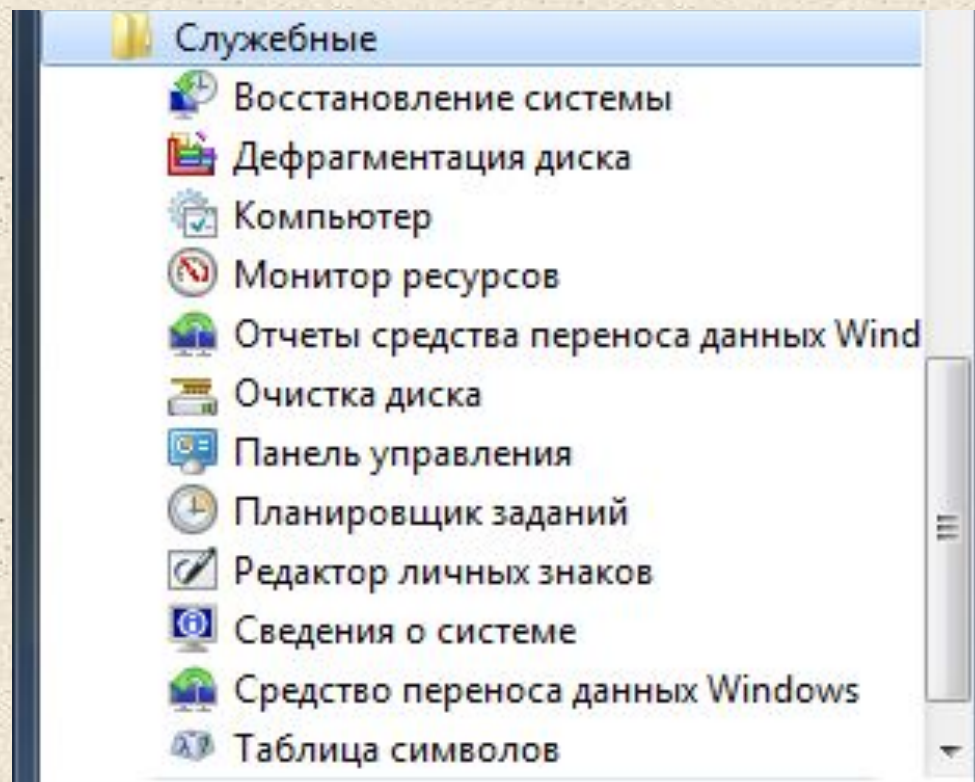 Служебные
Восстановление системы
Дефрагментация диска
Компьютер
Монитор ресурсов
Отчеты средства переноса данных Wind
Очистка диска
Панель управления
Планировщик заданий
Редактор личных знаков
Сведения о системе
Средство переноса данных Windows
Таблица символов